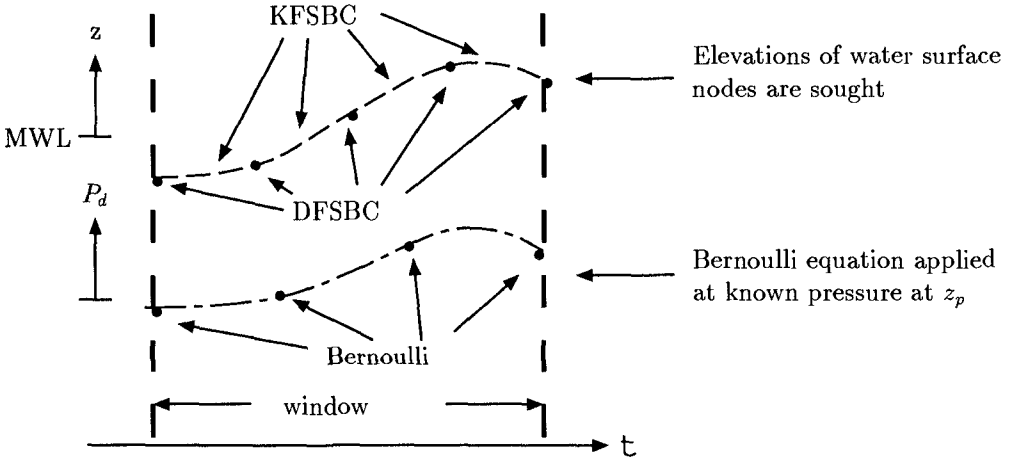 KFSBC
z
Elevations of water surface
nodes are sought
MWL
P_d
DFSBC
Bernoulli equation applied
at known pressure at z_p
Bernoulli
window
t